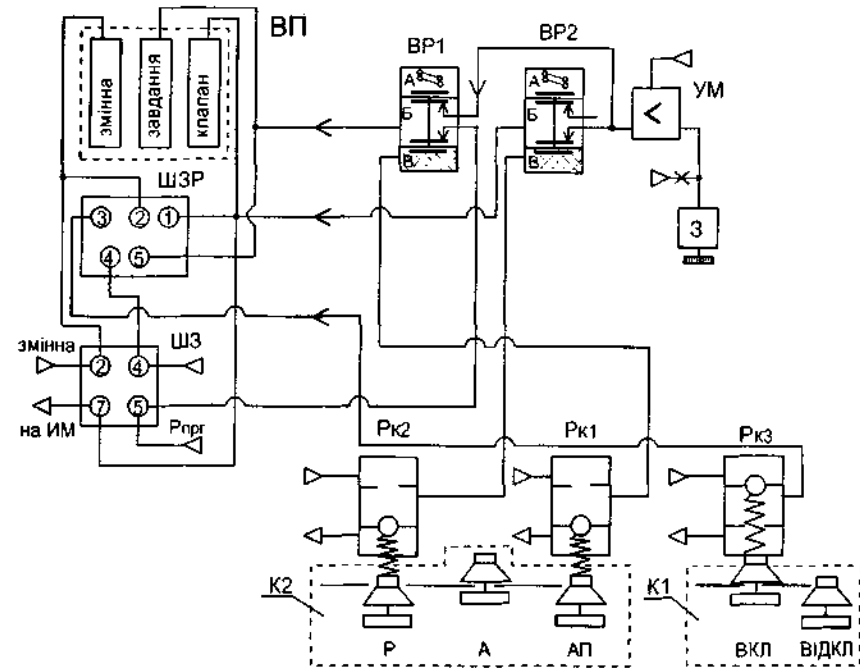 ВП
змінна
завдання
клапан
ВР1
ВР2
А
Б
В
А
Б
В
УМ
<
З
ШЗР
3
2
1
4
5
змінна
ШЗ
2
4
7
5
на ИМ
Рпрг
Рк2
Рк1
Рк3
К2
К1
Р
А
АП
ВКЛ
ВІДКЛ